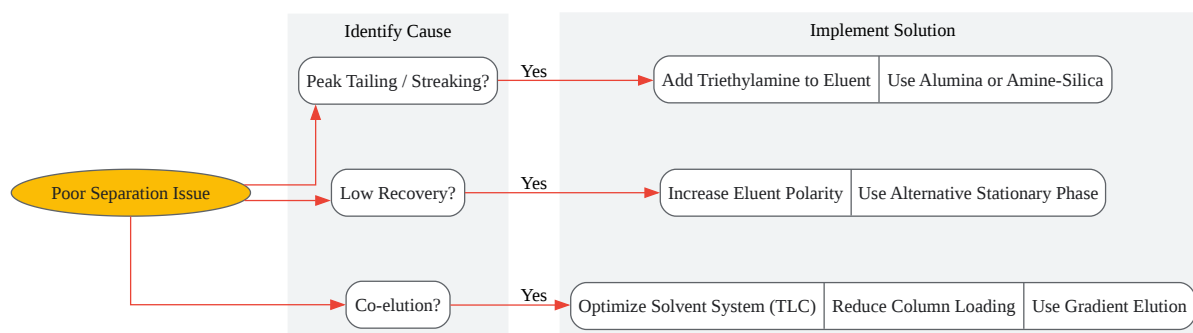 Identify Cause
Implement Solution
Peak Tailing / Streaking?
Yes
Add Triethylamine to Eluent
Use Alumina or Amine-Silica
Poor Separation Issue
Low Recovery?
Yes
Increase Eluent Polarity
Use Alternative Stationary Phase
Co-elution?
Yes
Optimize Solvent System (TLC)
Reduce Column Loading
Use Gradient Elution